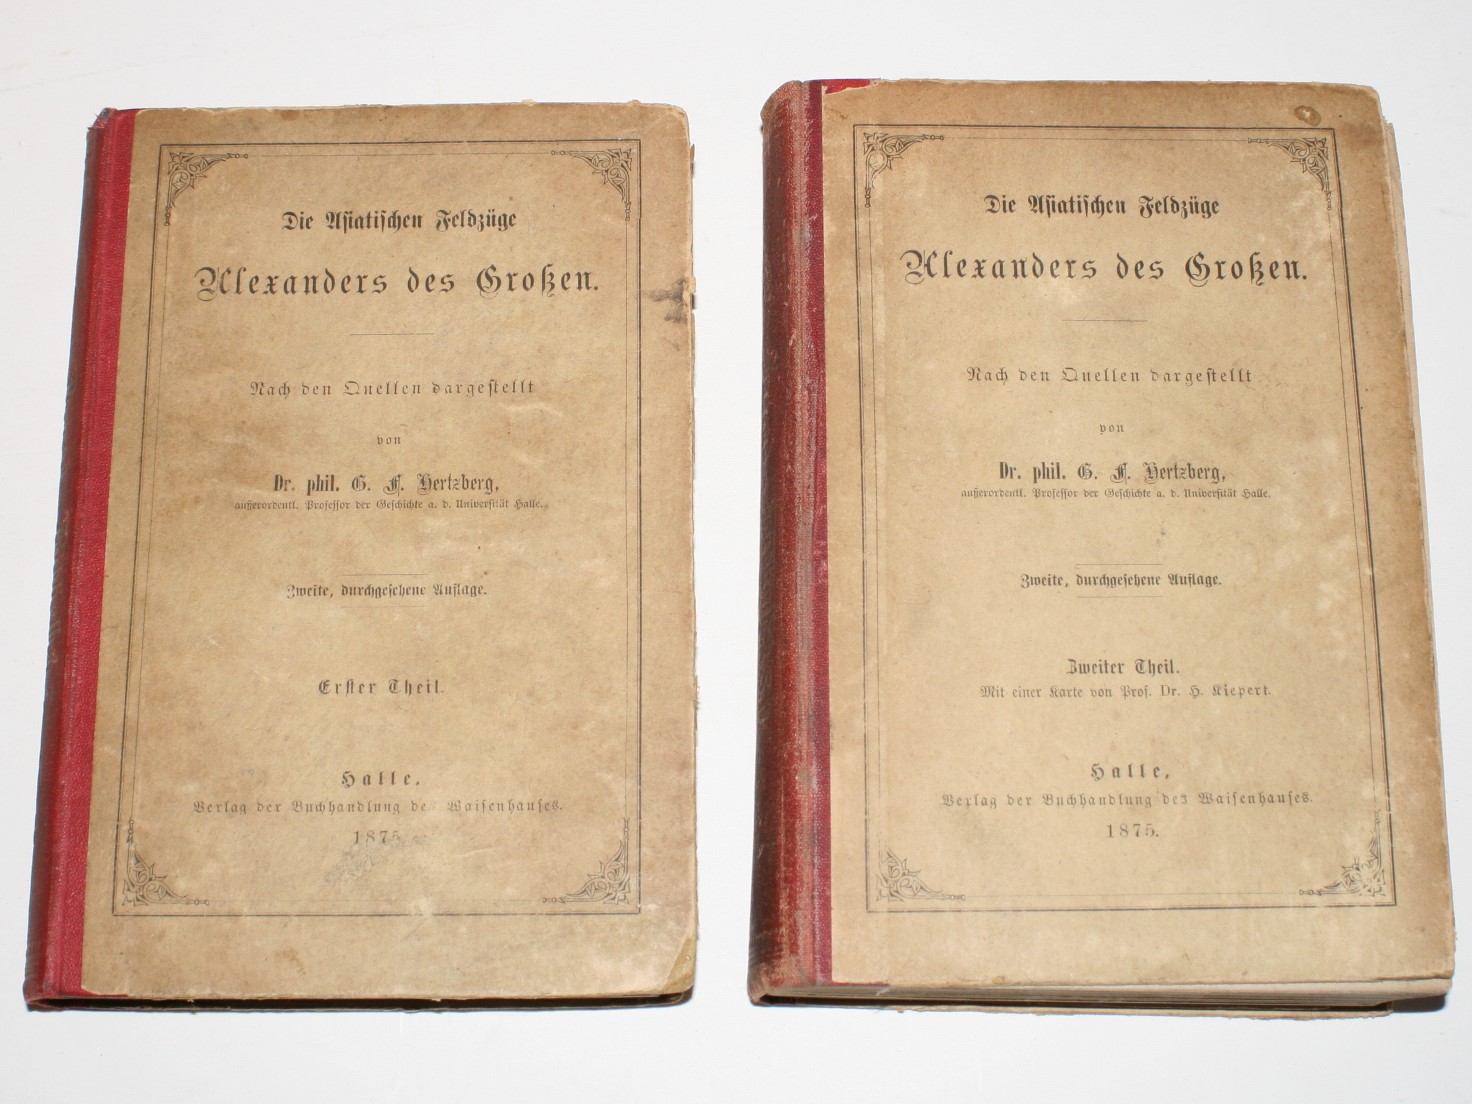 Die Asiatischen Feldzüge
Alexanders des Großen.
Nach den Quellen dargestellt
von
Dr. phil. G. F. Hertzberg,
außerordentl. Professor der Geschichte a. d. Universität Halle.
Zweite, durchgesehene Auflage.
Erster Theil.
Halle,
Verlag der Buchhandlung des Waisenhauses.
1875.
Die Asiatischen Feldzüge
Alexanders des Großen.
Nach den Quellen dargestellt
von
Dr. phil. G. F. Hertzberg,
außerordentl. Professor der Geschichte a. d. Universität Halle.
Zweite, durchgesehene Auflage.
Zweiter Theil.
Mit einer Karte von Prof. Dr. H. Kiepert.
Halle,
Verlag der Buchhandlung des Waisenhauses.
1875.